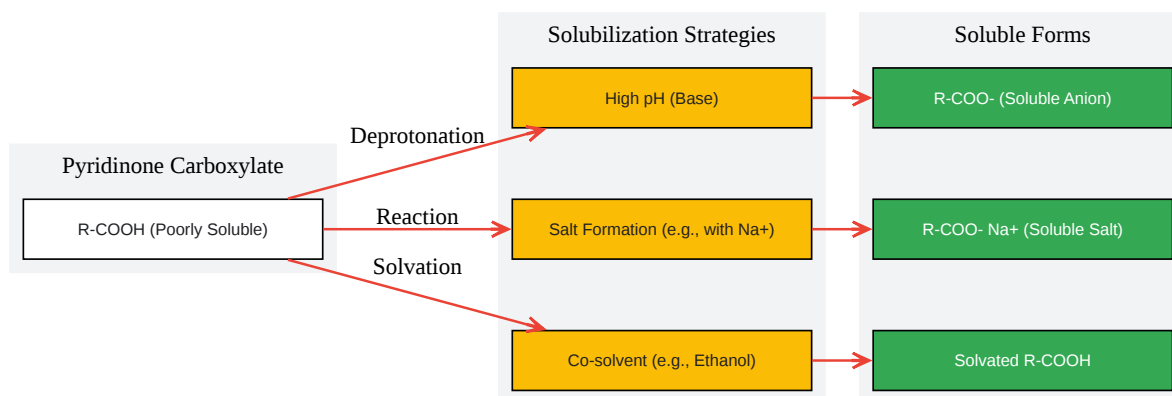 Solubilization Strategies
Soluble Forms
High pH (Base)
R-COO- (Soluble Anion)
Deprotonation
Pyridinone Carboxylate
R-COOH (Poorly Soluble)
Reaction
Salt Formation (e.g., with Na+)
R-COO- Na+ (Soluble Salt)
Solvation
Co-solvent (e.g., Ethanol)
Solvated R-COOH